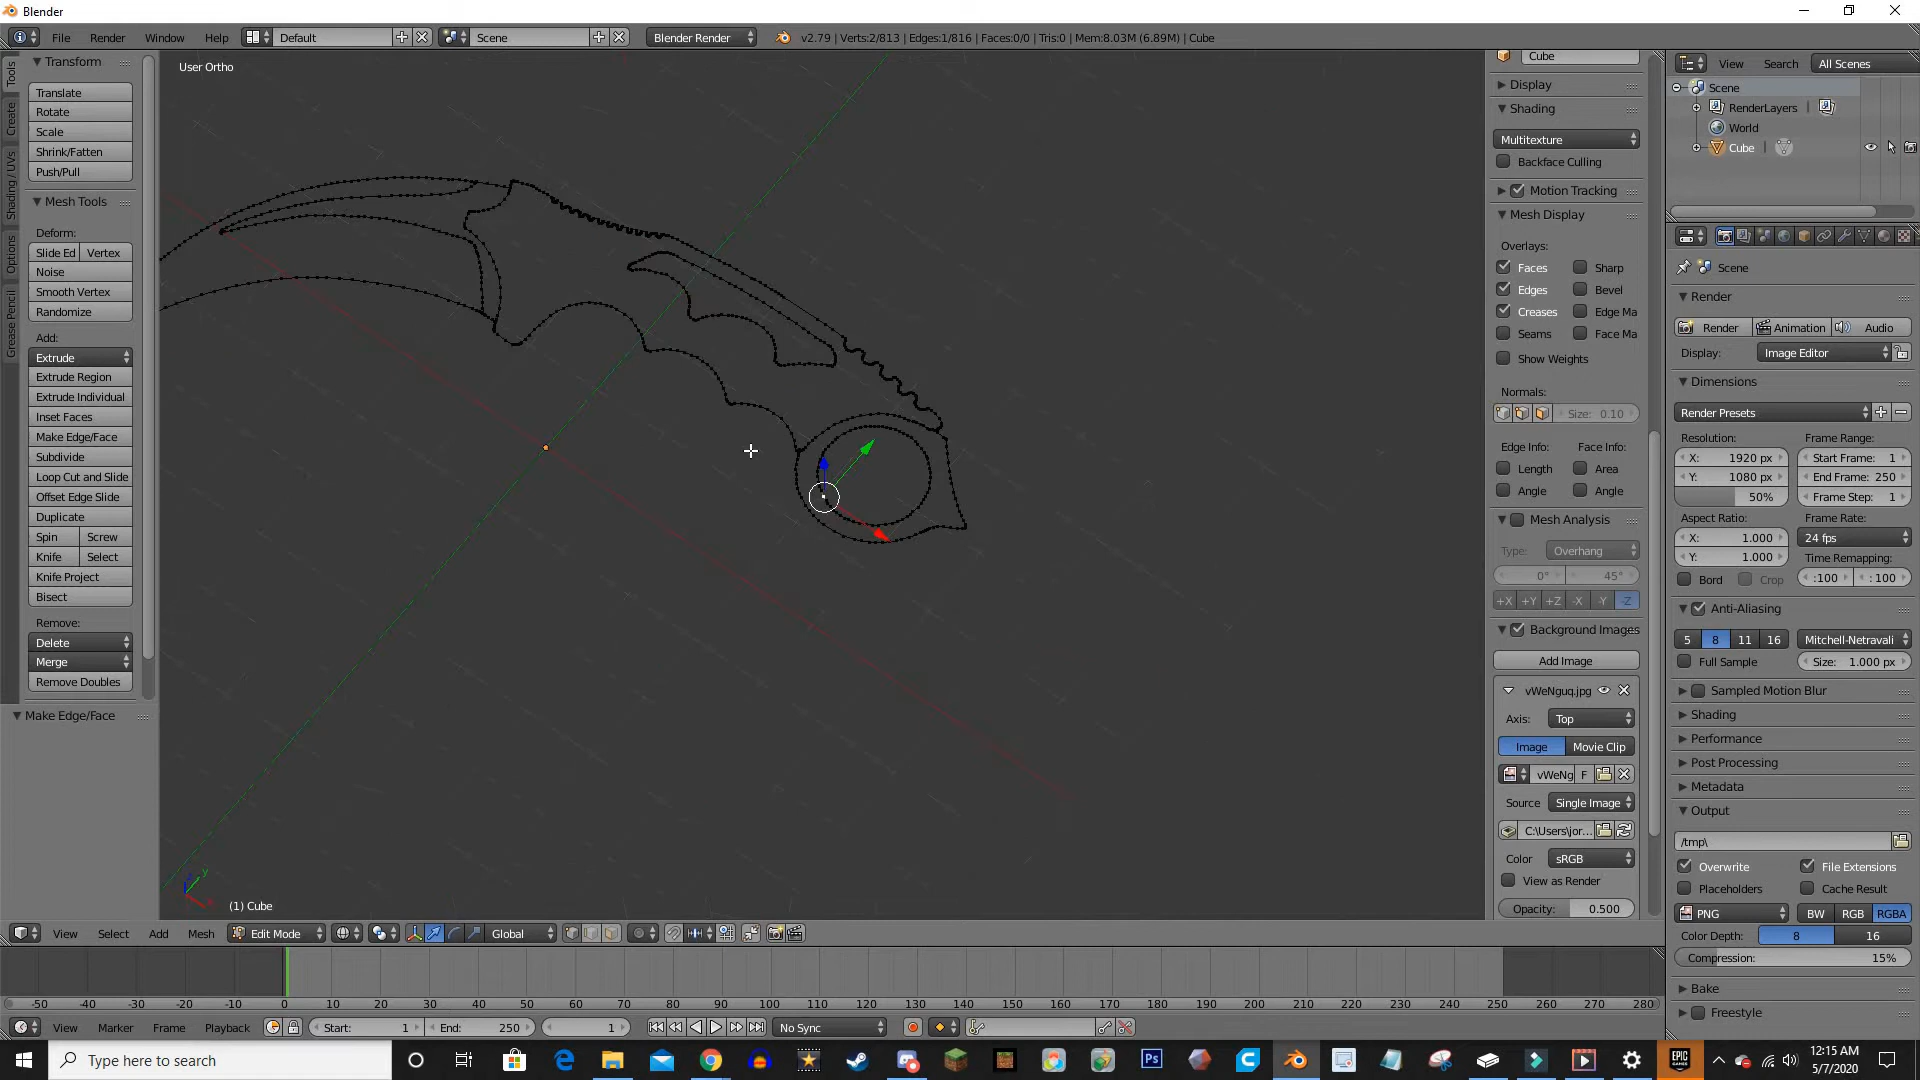 Blender
File Render Window Help Default Scene Blender Render v2.79 | Verts:2/813 | Edges:1/816 | Faces:0/0 | Tris:0 | Mem:8.03M (6.89M) | Cube
Tools
Create
Shading / UVs
Options
Grease Pencil
Transform
Translate
Rotate
Scale
Shrink/Fatten
Push/Pull
Mesh Tools
Deform:
Slide Ed Vertex
Noise
Smooth Vertex
Randomize
Add:
Extrude
Extrude Region
Extrude Individual
Inset Faces
Make Edge/Face
Subdivide
Loop Cut and Slide
Offset Edge Slide
Duplicate
Spin Screw
Knife Select
Knife Project
Bisect
Remove:
Delete
Merge
Remove Doubles
Make Edge/Face
User Ortho
(1) Cube
Cube
Display
Shading
Multitexture
Backface Culling
Motion Tracking
Mesh Display
Overlays:
Faces Sharp
Edges Bevel
Creases Edge Ma
Seams Face Ma
Show Weights
Normals:
Size: 0.10
Edge Info: Face Info:
Length Area
Angle Angle
Mesh Analysis
Type: Overhang
0° 45°
+X +Y +Z -X -Y -Z
Background Images
Add Image
vWeNguq.jpg
Axis: Top
Image Movie Clip
vWeNg F
Source Single Image
C:\Users\jor...
Color sRGB
View as Render
Opacity: 0.500
View Search All Scenes
Scene
RenderLayers
World
Cube
Scene
Render
Render Animation Audio
Display: Image Editor
Dimensions
Render Presets
Resolution: Frame Range:
X: 1920 px Start Frame: 1
Y: 1080 px End Frame: 250
50% Frame Step: 1
Aspect Ratio: Frame Rate:
X: 1.000 24 fps
Y: 1.000 Time Remapping:
Bord Crop :100 : 100
Anti-Aliasing
5 8 11 16 Mitchell-Netravali
Full Sample Size: 1.000 px
Sampled Motion Blur
Shading
Performance
Post Processing
Metadata
Output
/tmp\
Overwrite File Extensions
Placeholders Cache Result
PNG BW RGB RGBA
Color Depth: 8 16
Compression: 15%
Bake
Freestyle
View Select Add Mesh Edit Mode Global
-50 -40 -30 -20 -10 0 10 20 30 40 50 60 70 80 90 100 110 120 130 140 150 160 170 180 190 200 210 220 230 240 250 260 270 280
View Marker Frame Playback Start: 1 End: 250 1 No Sync
Type here to search
Ps
EPIC GAMES
12:15 AM
5/7/2020